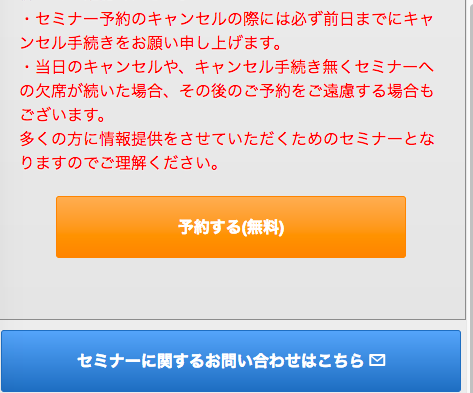 ・セミナー予約のキャンセルの際には必ず前日までにキャ
ンセル手続きをお願い申し上げます。
・当日のキャンセルや、キャンセル手続き無くセミナーへ
の欠席が続いた場合、その後のご予約をご遠慮する場合も
ございます。
多くの方に情報提供をさせていただくためのセミナーとな
りますのでご理解ください。
予約する(無料)
セミナーに関するお問い合わせはこちら